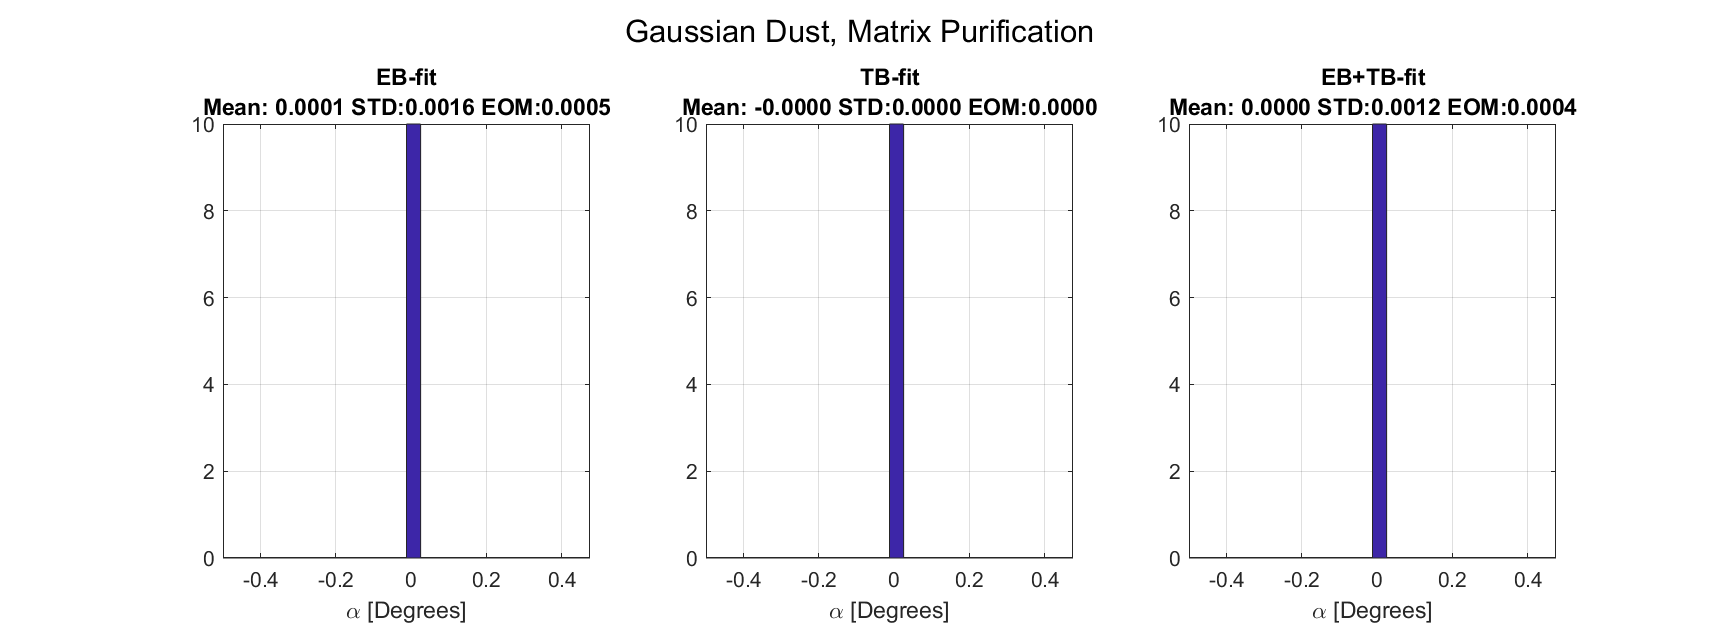 Gaussian Dust, Matrix Purification
EB-fit
Mean: 0.0001 STD:0.0016 EOM:0.0005
10
8
6
4
2
0
-0.4 -0.2 0 0.2 0.4
α [Degrees]
TB-fit
Mean: -0.0000 STD:0.0000 EOM:0.0000
10
8
6
4
2
0
-0.4 -0.2 0 0.2 0.4
α [Degrees]
EB+TB-fit
Mean: 0.0000 STD:0.0012 EOM:0.0004
10
8
6
4
2
0
-0.4 -0.2 0 0.2 0.4
α [Degrees]